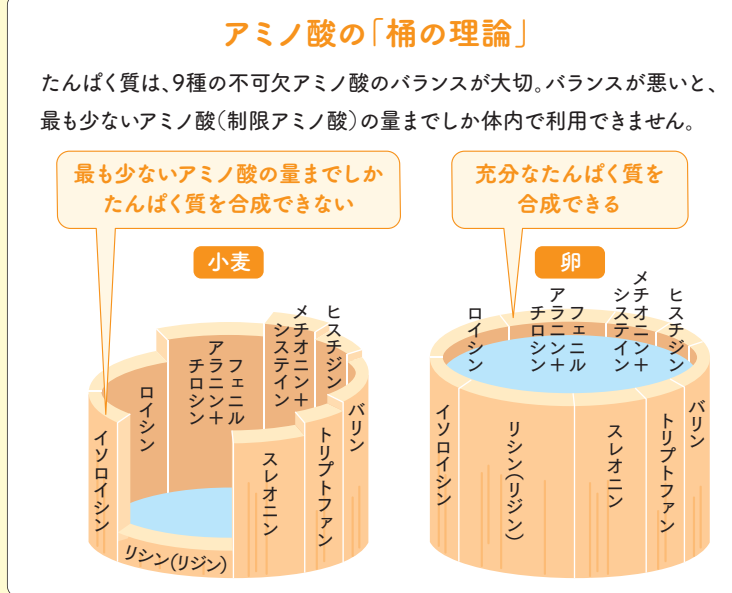 アミノ酸の「桶の理論」
たんぱく質は、9種の不可欠アミノ酸のバランスが大切。バランスが悪いと、
最も少ないアミノ酸(制限アミノ酸)の量までしか体内で利用できません。
最も少ないアミノ酸の量までしか
たんぱく質を合成できない
小麦
イソロイシン
ロイシン
フェニル
アラニン+
チロシン
メチオニン+
システイン
ヒスチジン
バリン
トリプトファン
スレオニン
リシン(リジン)
充分なたんぱく質を
合成できる
卵
ロイシン
フェニル
アラニン+
チロシン
メチオニン+
システイン
ヒスチジン
バリン
トリプトファン
スレオニン
リシン(リジン)
イソロイシン